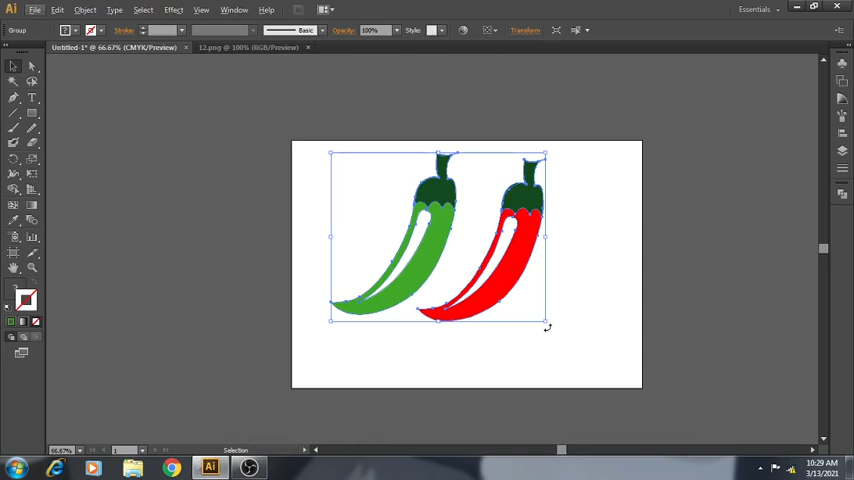 Ai File Edit Object Type Select Effect View Window Help Essentials
Group Stroke: Basic Opacity: 100% Style: Transform
Untitled-1* @ 66.67% (CMYK/Preview) × 12.png @ 100% (RGB/Preview) ×
T
?
66.67% 1 Selection
Ai 10:29 AM
3/13/2021